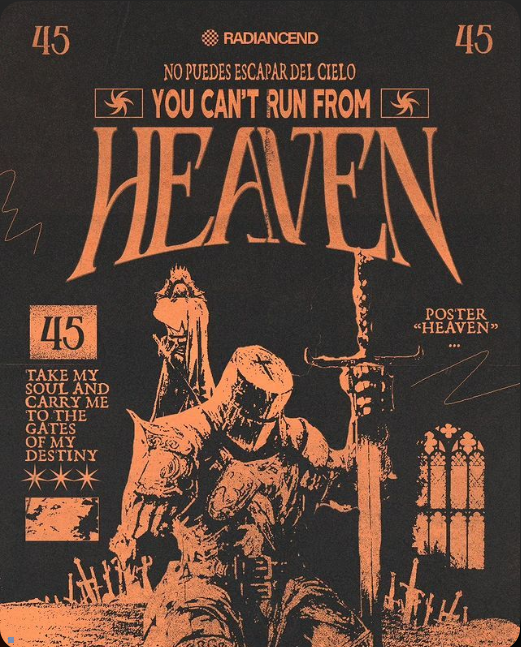 45
RADIANCEND
45
NO PUEDES ESCAPAR DEL CIELO
YOU CAN'T RUN FROM
HEAVEN
45
TAKE MY
SOUL AND
CARRY ME
TO THE
GATES
OF MY
DESTINY
POSTER
"HEAVEN"
...